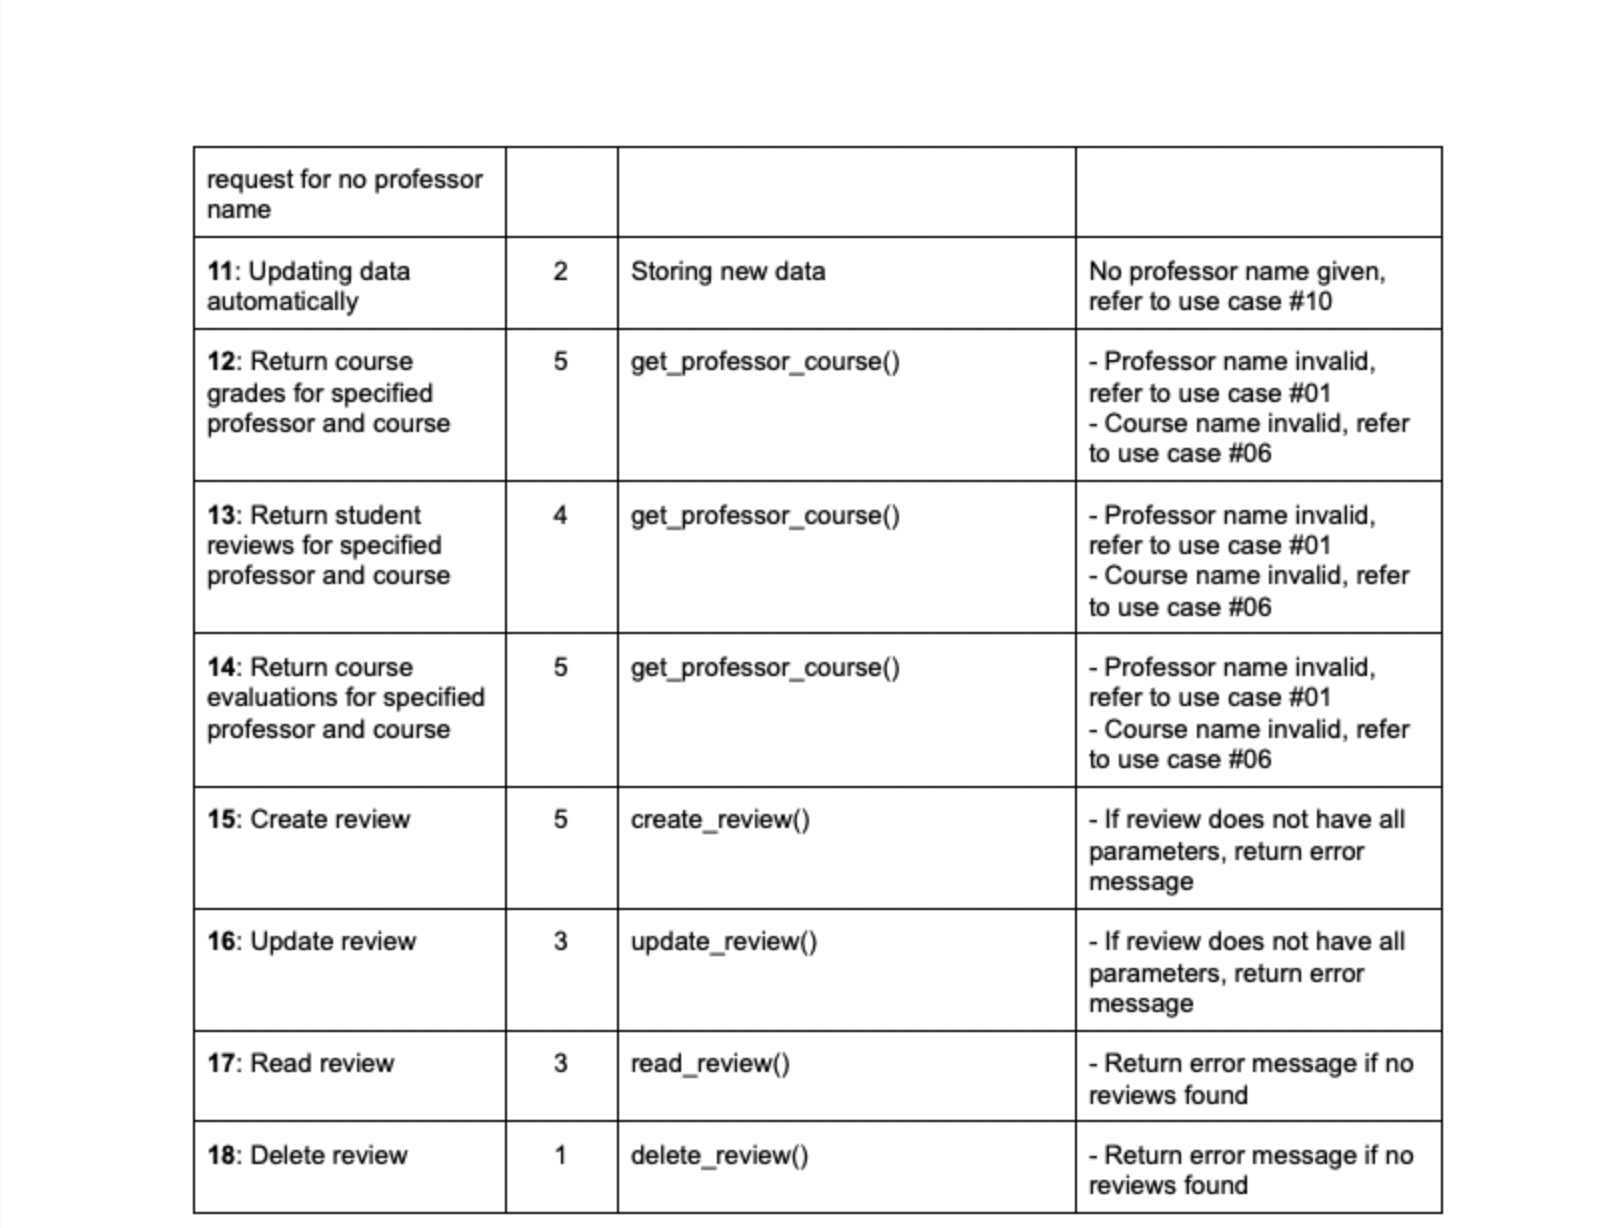 request for no professor
name
11: Updating data
automatically
2
Storing new data
No professor name given,
refer to use case #10
12: Return course
grades for specified
professor and course
5
get_professor_course()
- Professor name invalid,
refer to use case #01
- Course name invalid, refer
to use case #06
13: Return student
reviews for specified
professor and course
4
get_professor_course()
- Professor name invalid,
refer to use case #01
- Course name invalid, refer
to use case #06
14: Return course
evaluations for specified
professor and course
5
get_professor_course()
- Professor name invalid,
refer to use case #01
- Course name invalid, refer
to use case #06
15: Create review
5
create_review()
- If review does not have all
parameters, return error
message
16: Update review
3
update_review()
- If review does not have all
parameters, return error
message
17: Read review
3
read_review()
- Return error message if no
reviews found
18: Delete review
1
delete_review()
- Return error message if no
reviews found